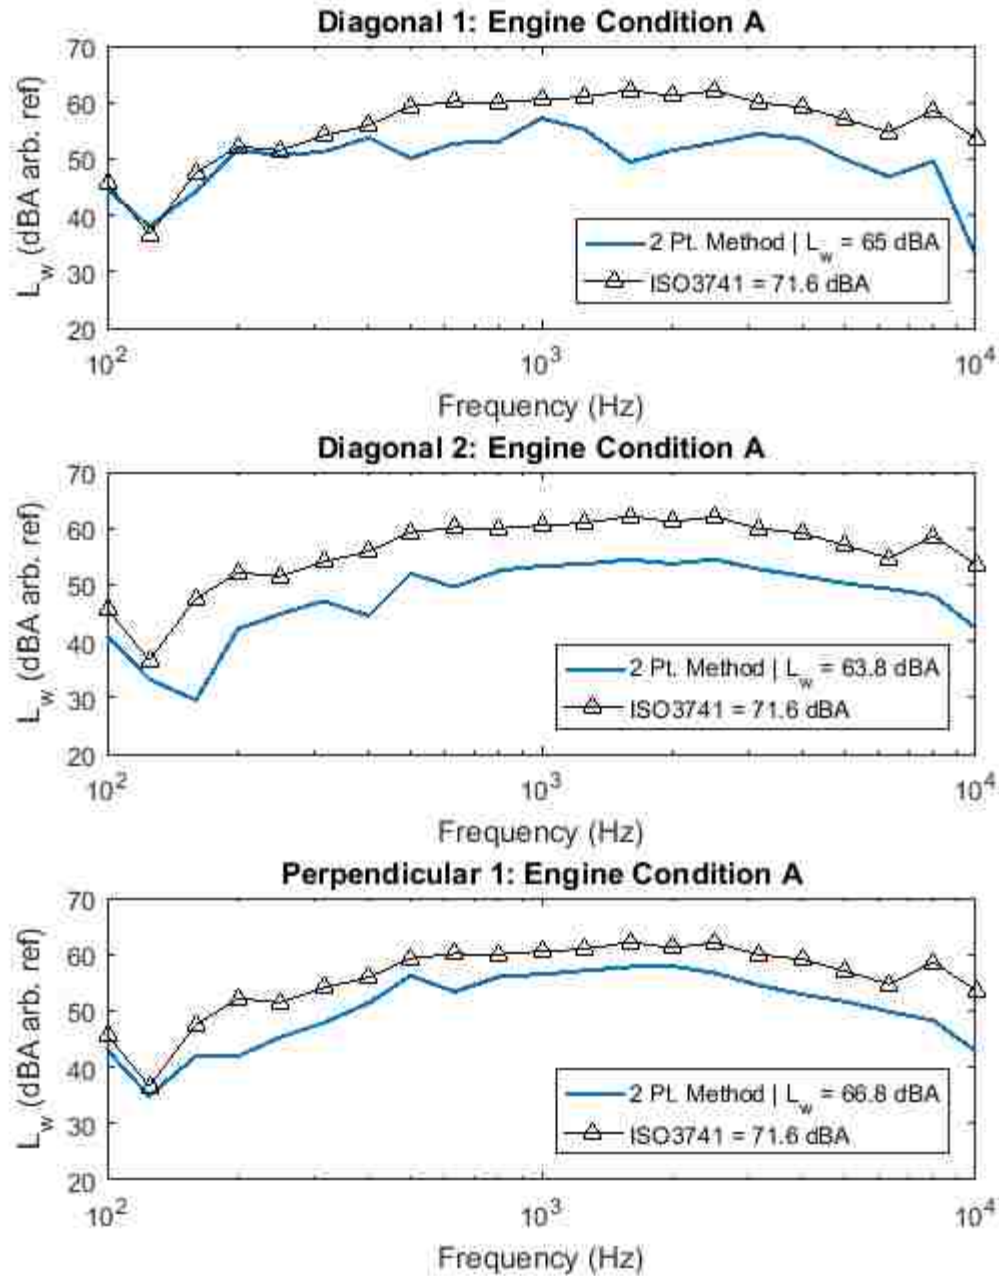 Diagonal 1: Engine Condition A
70
60
50
40
30
20
L_w (dBA arb. ref)
2 Pt. Method | L_w = 65 dBA
ISO3741 = 71.6 dBA
10^2 10^3 10^4
Frequency (Hz)
Diagonal 2: Engine Condition A
70
60
50
40
30
20
L_w (dBA arb. ref)
2 Pt. Method | L_w = 63.8 dBA
ISO3741 = 71.6 dBA
10^2 10^3 10^4
Frequency (Hz)
Perpendicular 1: Engine Condition A
70
60
50
40
30
20
L_w (dBA arb. ref)
2 Pt. Method | L_w = 66.8 dBA
ISO3741 = 71.6 dBA
10^2 10^3 10^4
Frequency (Hz)